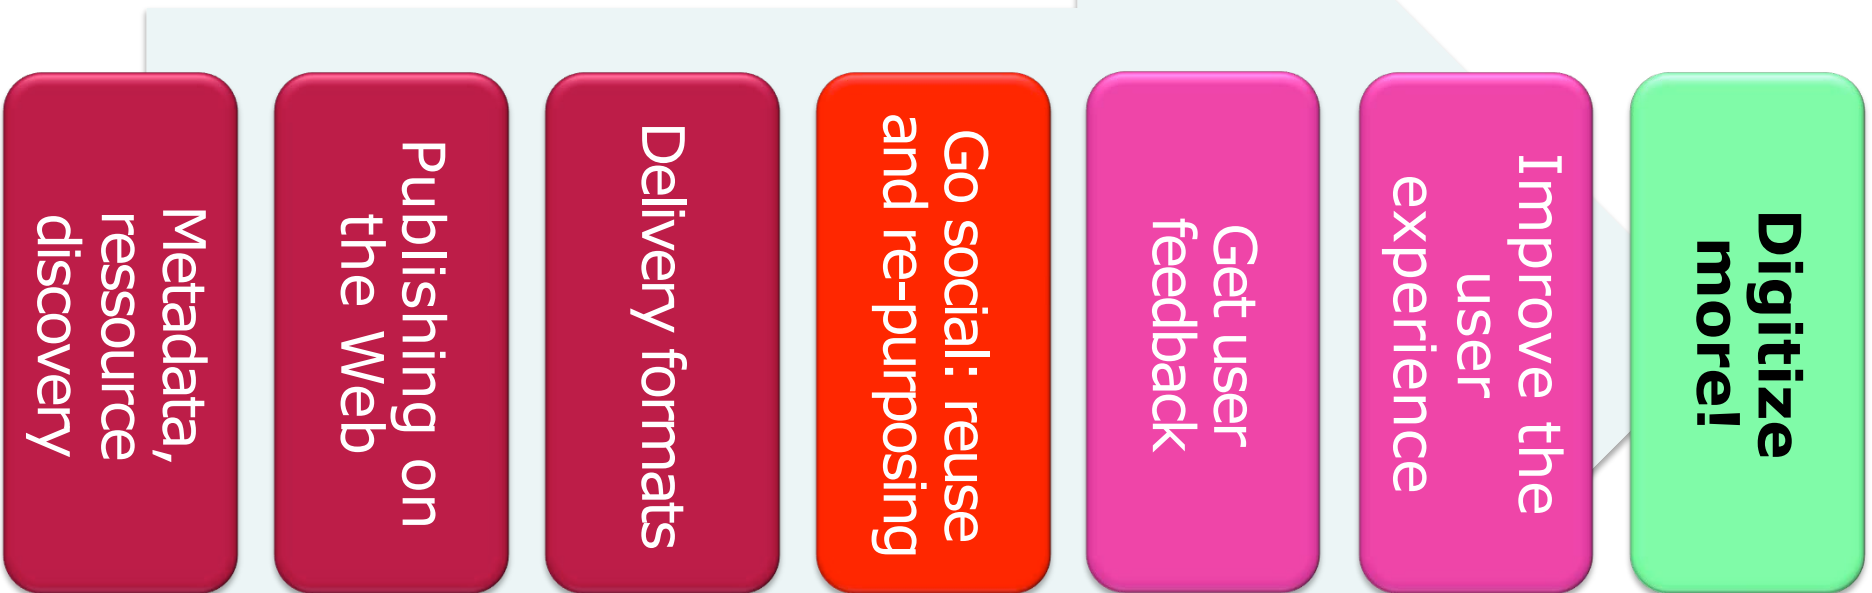 Metadata,
ressource
discovery
Publishing on
the Web
Delivery formats
Go social: reuse
and re-purposing
Get user
feedback
Improve the
user
experience
Digitize
more!